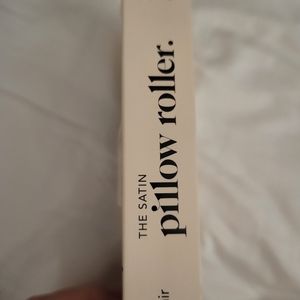 THE SATIN
pillow roller.